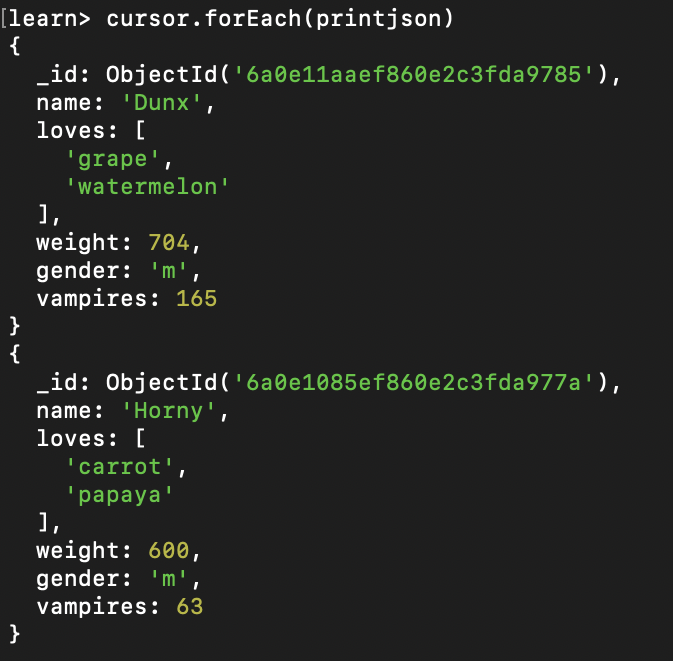 [learn> cursor.forEach(printjson)
{
  _id: ObjectId('6a0e11aaef860e2c3fda9785'),
  name: 'Dunx',
  loves: [
    'grape',
    'watermelon'
  ],
  weight: 704,
  gender: 'm',
  vampires: 165
}
{
  _id: ObjectId('6a0e1085ef860e2c3fda977a'),
  name: 'Horny',
  loves: [
    'carrot',
    'papaya'
  ],
  weight: 600,
  gender: 'm',
  vampires: 63
}